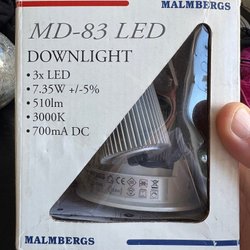 MALMBERGS
MD-83 LED
DOWNLIGHT
• 3x LED
• 7.35W +/-5%
• 510lm
• 3000K
• 700mA DC
MALMBERGS